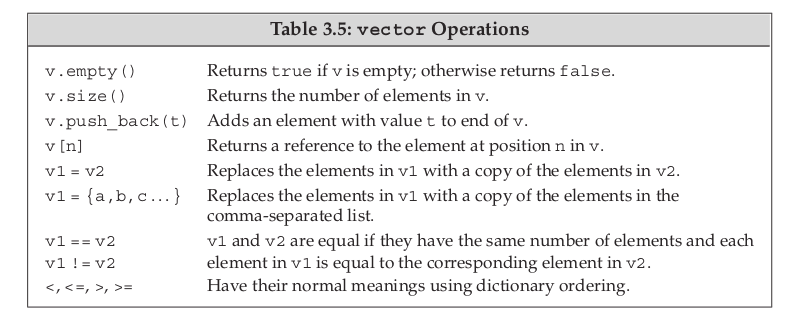 Table 3.5: vector Operations
v.empty() Returns true if v is empty; otherwise returns false.
v.size() Returns the number of elements in v.
v.push_back(t) Adds an element with value t to end of v.
v[n] Returns a reference to the element at position n in v.
v1 = v2 Replaces the elements in v1 with a copy of the elements in v2.
v1 = {a,b,c...} Replaces the elements in v1 with a copy of the elements in the
comma-separated list.
v1 == v2 v1 and v2 are equal if they have the same number of elements and each
v1 != v2 element in v1 is equal to the corresponding element in v2.
<, <=, >, >= Have their normal meanings using dictionary ordering.